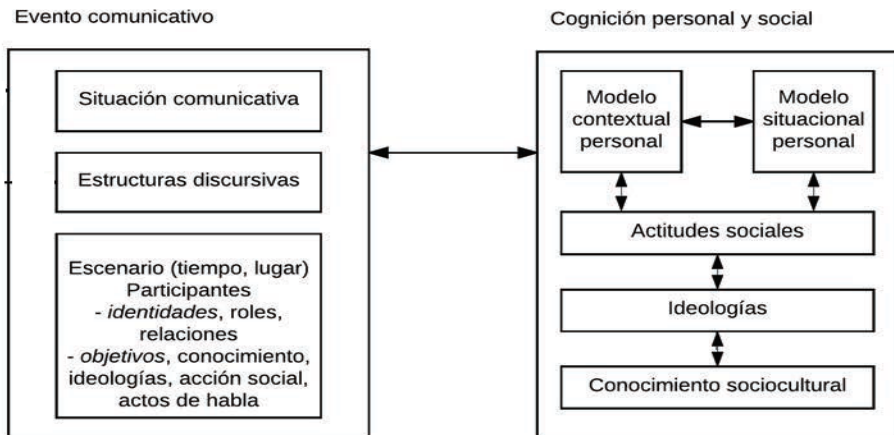 Evento comunicativo
Situación comunicativa
Estructuras discursivas
Escenario (tiempo, lugar)
Participantes
- identidades, roles,
relaciones
- objetivos, conocimiento,
ideologías, acción social,
actos de habla
Cognición personal y social
Modelo
contextual
personal
Modelo
situacional
personal
Actitudes sociales
Ideologías
Conocimiento sociocultural